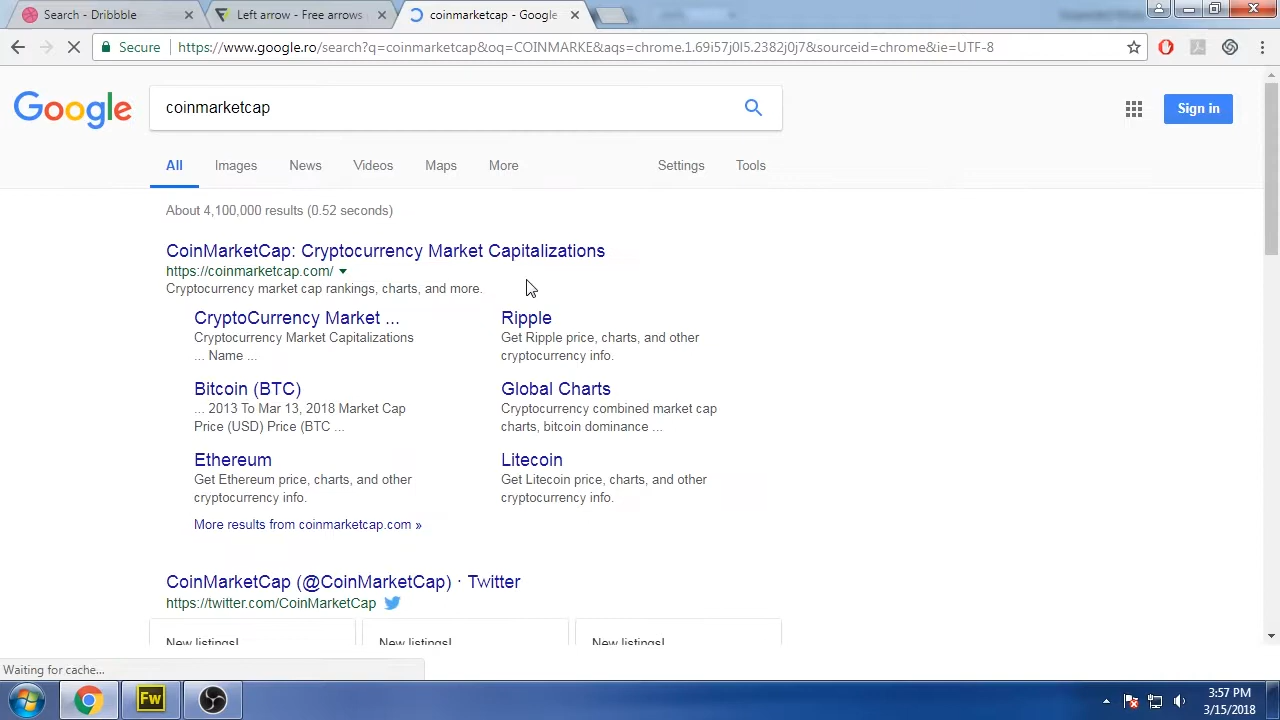 Search - Dribbble
Left arrow - Free arrows
coinmarketcap - Google
Secure
https://www.google.ro/search?q=coinmarketcap&oq=COINMARKE&aqs=chrome.1.69i57j0l5.2382j0j7&sourceid=chrome&ie=UTF-8
Google
coinmarketcap
Sign in
All Images News Videos Maps More Settings Tools
About 4,100,000 results (0.52 seconds)
CoinMarketCap: Cryptocurrency Market Capitalizations
https://coinmarketcap.com/
Cryptocurrency market cap rankings, charts, and more.
CryptoCurrency Market ...
Cryptocurrency Market Capitalizations
... Name ...
Ripple
Get Ripple price, charts, and other
cryptocurrency info.
Bitcoin (BTC)
... 2013 To Mar 13, 2018 Market Cap
Price (USD) Price (BTC ...
Global Charts
Cryptocurrency combined market cap
charts, bitcoin dominance ...
Ethereum
Get Ethereum price, charts, and other
cryptocurrency info.
Litecoin
Get Litecoin price, charts, and other
cryptocurrency info.
More results from coinmarketcap.com »
CoinMarketCap (@CoinMarketCap) · Twitter
https://twitter.com/CoinMarketCap
New listings!
New listings!
New listings!
Waiting for cache...
Fw
3:57 PM
3/15/2018